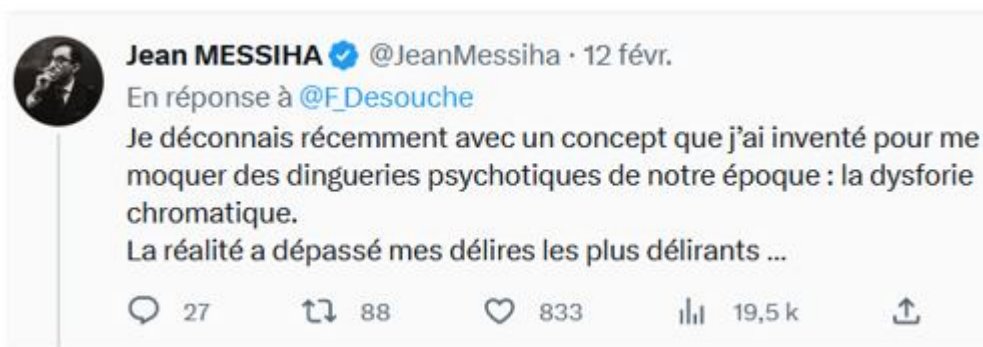 Jean MESSIHA @JeanMessiha · 12 févr.
En réponse à @F_Desouche
Je déconnais récemment avec un concept que j’ai inventé pour me
moquer des dingueries psychotiques de notre époque : la dysforie
chromatique.
La réalité a dépassé mes délires les plus délirants ...
27 88 833 19,5 k